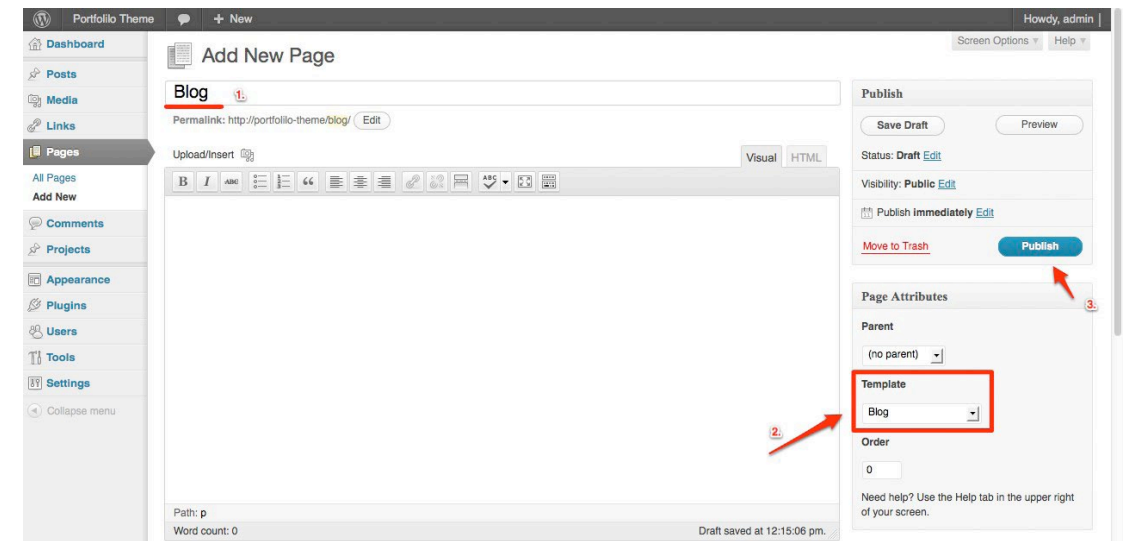 Portfolilo Theme + New Howdy, admin
Dashboard
Posts
Media
Links
Pages
All Pages
Add New
Comments
Projects
Appearance
Plugins
Users
Tools
Settings
Collapse menu
Screen Options Help
Add New Page
Blog 1.
Permalink: http://portfolilo-theme/blog/ Edit
Upload/Insert Visual HTML
B I ABC ABC
Path: p
Word count: 0 Draft saved at 12:15:06 pm.
Publish
Save Draft Preview
Status: Draft Edit
Visibility: Public Edit
Publish immediately Edit
Move to Trash Publish
3.
Page Attributes
Parent
(no parent)
Template
Blog
2.
Order
0
Need help? Use the Help tab in the upper right
of your screen.